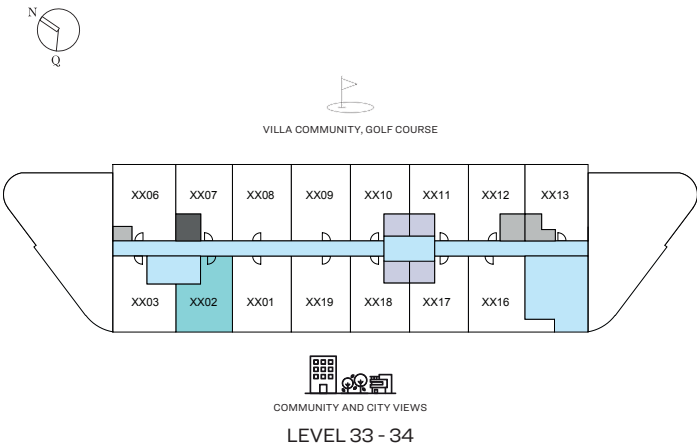 N
Q
VILLA COMMUNITY, GOLF COURSE
XX06 XX07 XX08 XX09 XX10 XX11 XX12 XX13
XX03 XX02 XX01 XX19 XX18 XX17 XX16
COMMUNITY AND CITY VIEWS
LEVEL 33 - 34